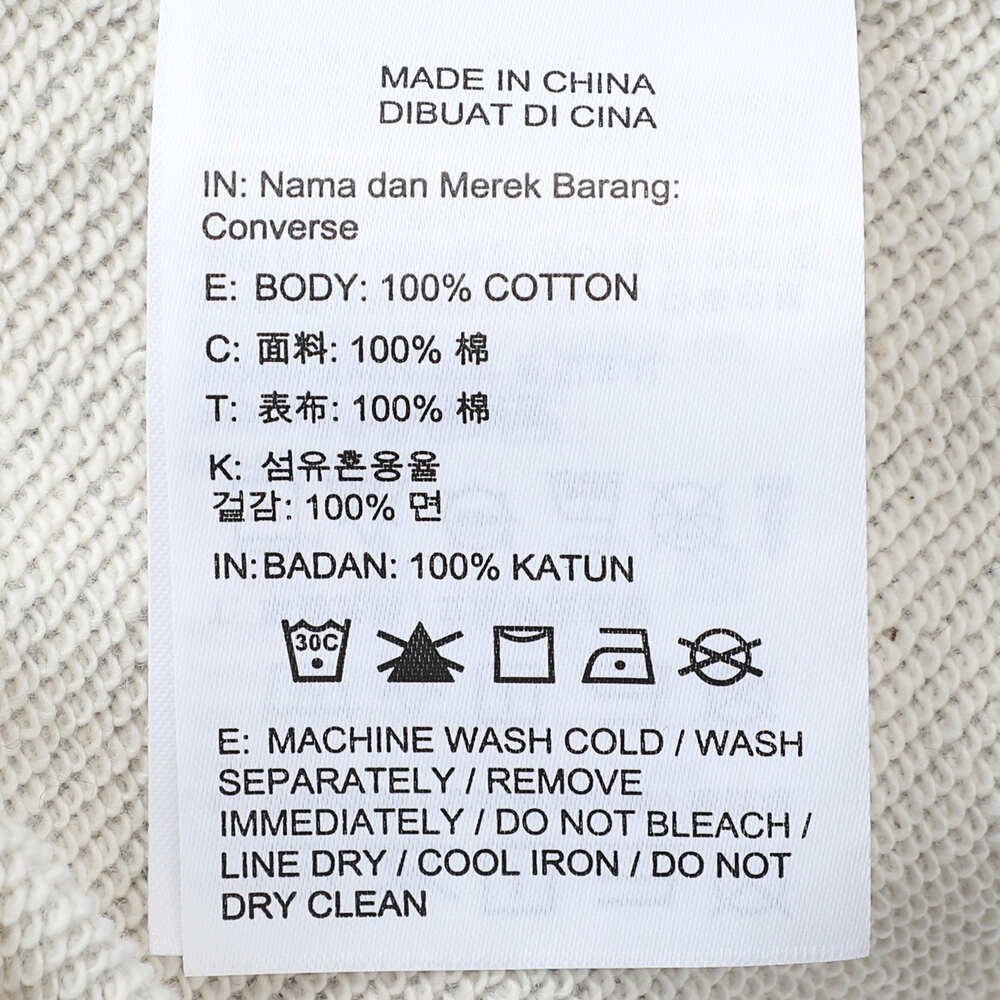 MADE IN CHINA
DIBUAT DI CINA
IN: Nama dan Merek Barang:
Converse
E: BODY: 100% COTTON
C: 面料: 100% 棉
T: 表布: 100% 棉
K: 섬유혼용율
겉감: 100% 면
IN:BADAN: 100% KATUN
30C
E: MACHINE WASH COLD / WASH
SEPARATELY / REMOVE
IMMEDIATELY / DO NOT BLEACH /
LINE DRY / COOL IRON / DO NOT
DRY CLEAN